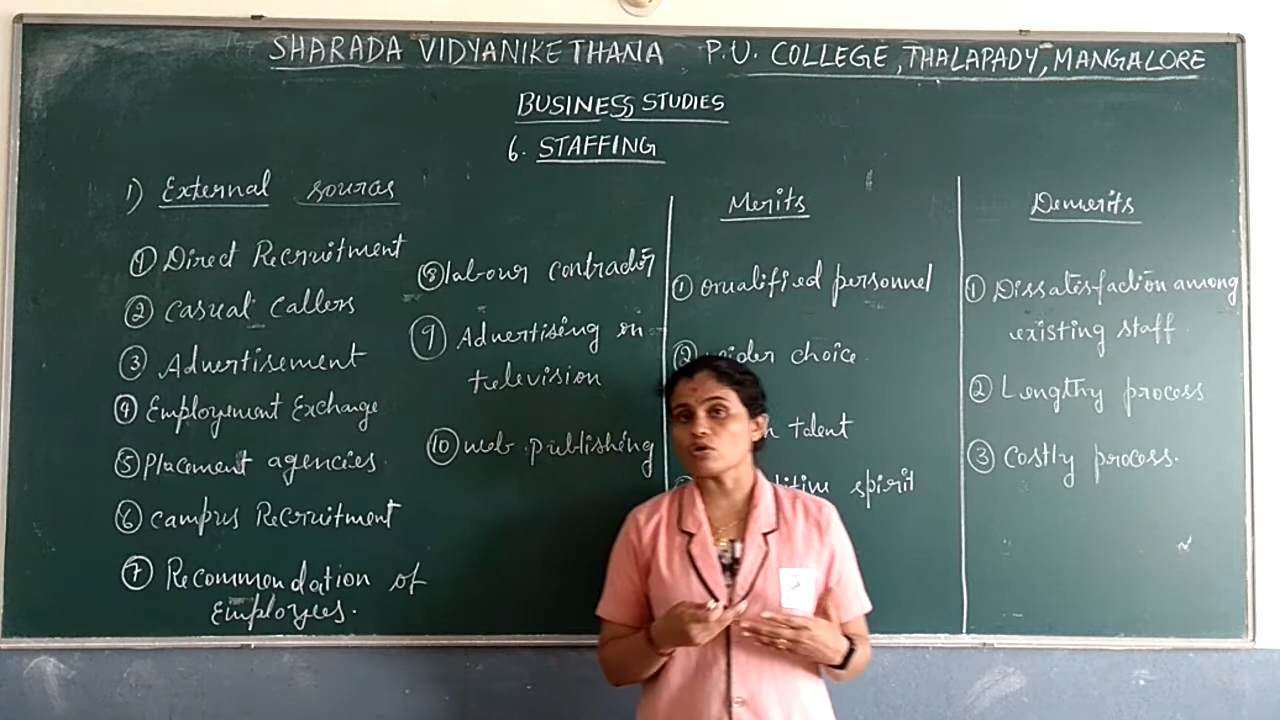 SHARADA VIDYANIKETHANA P.U. COLLEGE, THALAPADY, MANGALORE
BUSINESS STUDIES
6. STAFFING
1) External sources
① Direct Recruitment
② Casual Callers
③ Advertisement
④ Employement Exchange
⑤ Placement agencies
⑥ Campus Recruitment
⑦ Recommendation of
Employees.
⑧ labour contractor
⑨ Advertising on
television
⑩ web publishing
Merits
① Qualified personnel
② wider choice
talent
spirit
Demerits
① Dissatisfaction among
existing staff
② Lengthy process
③ Costly process.